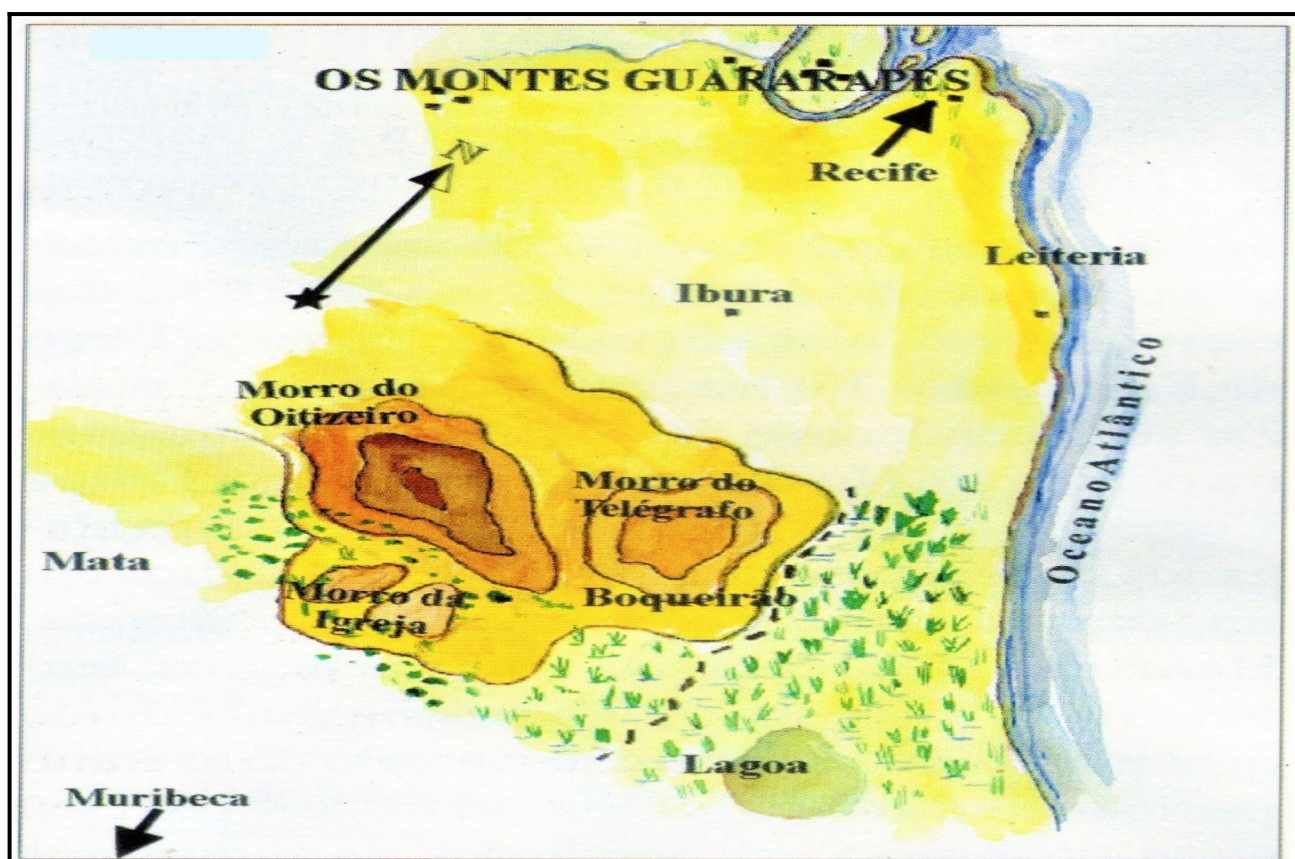 OS MONTES GUARARAPES
Recife
N
Leiteria
Ibura
Oceano Atlântico
Morro do
Oitizeiro
Morro do
Telégrafo
Mata
Morro da
Igreja
Boqueirão
Lagoa
Muribeca